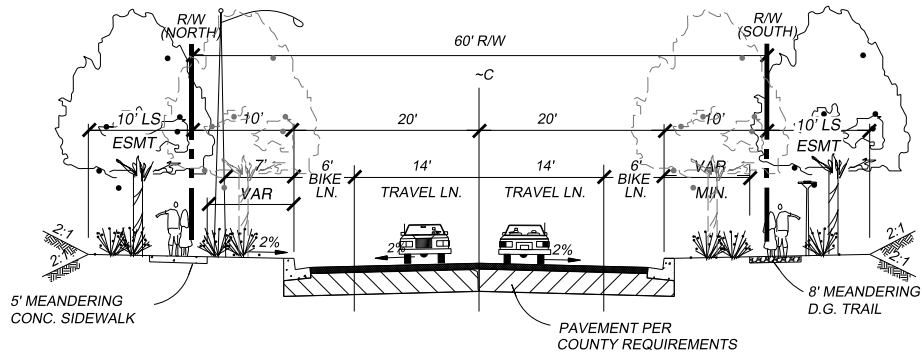 R/W
(NORTH)
R/W
(SOUTH)
60' R/W
~C
10' LS
ESMT
10'
20'
20'
10'
10' LS
ESMT
7'
VAR
6'
BIKE
LN.
14'
TRAVEL LN.
14'
TRAVEL LN.
6'
BIKE
LN.
VAR
MIN.
2:1
2:1
2%
2%
2%
2:1
2:1
5' MEANDERING
CONC. SIDEWALK
8' MEANDERING
D.G. TRAIL
PAVEMENT PER
COUNTY REQUIREMENTS